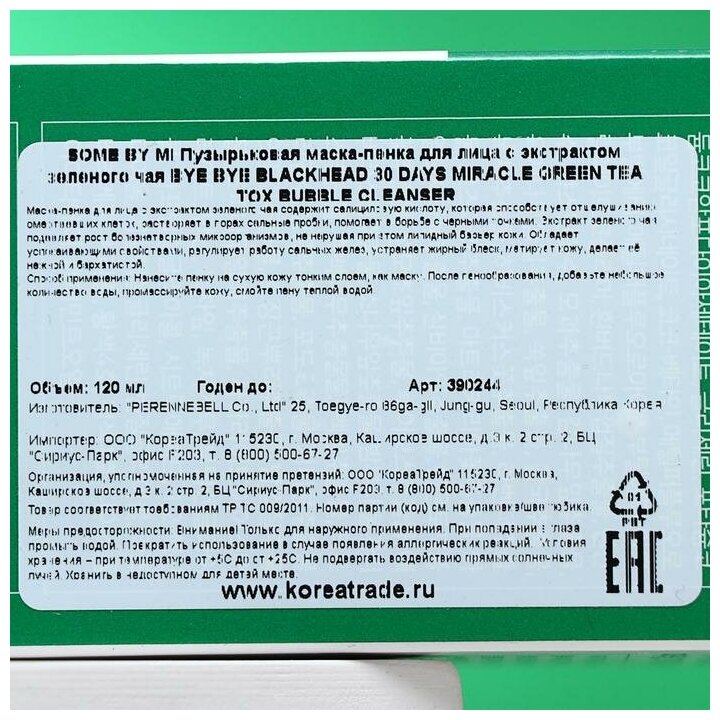 SOME BY MI Пузырьковая маска-пенка для лица с экстрактом
зеленого чая BYE BYE BLACKHEAD 30 DAYS MIRACLE GREEN TEA
TOX BUBBLE CLEANSER
Маска-пенка для лица с экстрактом зеленого чая содержит салициловую кислоту, которая способствует отшелушиванию
омертвевших клеток, растворяет в порах сальные пробки, помогает в борьбе с черными точками. Экстракт зеленого чая
подавляет рост болезнетворных микроорганизмов, не нарушая при этом липидный барьер кожи. Обладает
успокаивающими свойствами, регулирует работу сальных желез, устраняет жирный блеск, матирует кожу, делает её
нежной и бархатистой.
Способ применения: Нанесите пенку на сухую кожу тонким слоем, как маску. После пенообразования, добавьте небольшое
количество воды, промассируйте кожу, смойте пену теплой водой.
Объем: 120 мл Годен до: Арт: 390244
Изготовитель: "PERENNEBELL Co., Ltd" 25, Toegye-ro 86ga-gil, Jung-gu, Seoul, Республика Корея
Импортер: ООО "КореаТрейд" 115230, г. Москва, Каширское шоссе, д.3 к. 2 стр. 2, БЦ
"Сириус-Парк", офис F203, т. 8 (800) 500-67-27
Организация, уполномоченная на принятие претензий: ООО "КореаТрейд" 115230, г. Москва,
Каширское шоссе, д.3 к. 2 стр. 2, БЦ "Сириус-Парк", офис F203, т. 8 (800) 500-67-27
Товар соответствует требованиям ТР ТС 009/2011. Номер партии (код) см. на упаковке/шве тюбика.
Меры предосторожности: Внимание! Только для наружного применения. При попадании в глаза
промыть водой. Прекратить использование в случае появления аллергических реакций. Условия
хранения – при температуре от +5С до от +25С. Не подвергать воздействию прямых солнечных
лучей. Хранить в недоступном для детей месте.
www.koreatrade.ru
01
PET
EAC